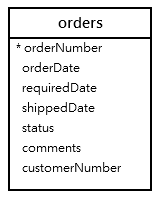 orders
* orderNumber
orderDate
requiredDate
shippedDate
status
comments
customerNumber